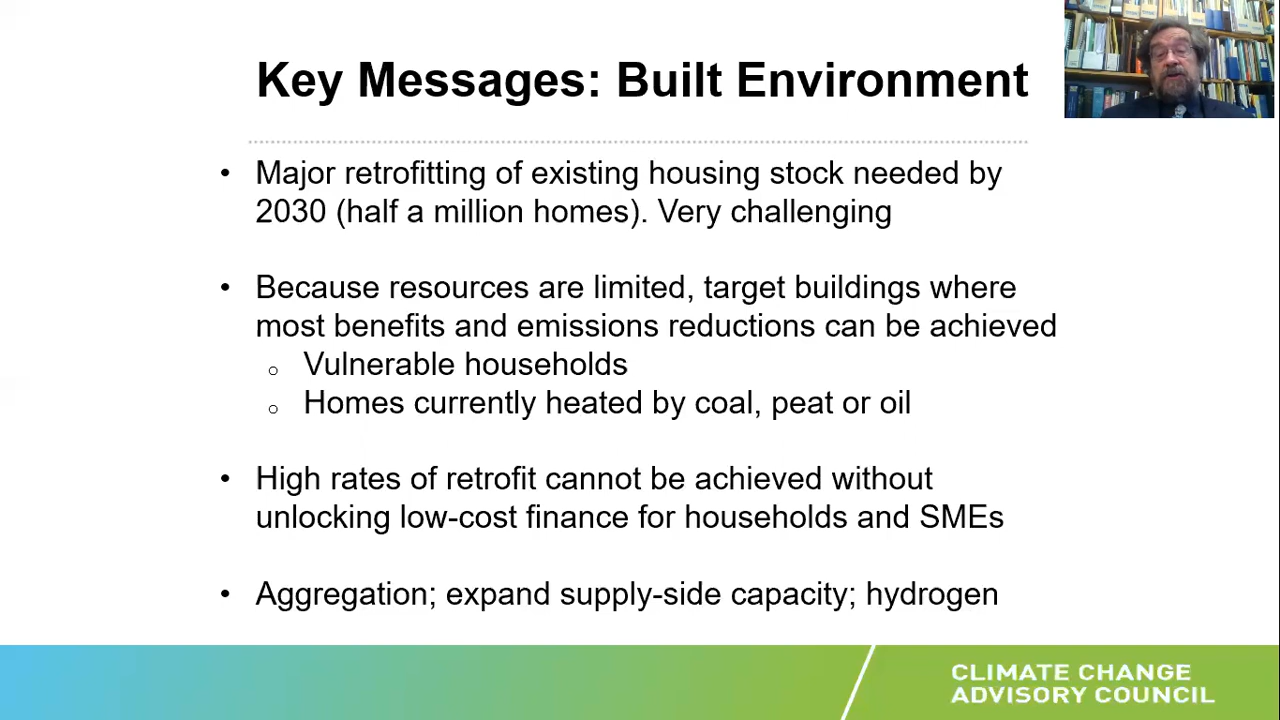 Key Messages: Built Environment
• Major retrofitting of existing housing stock needed by
2030 (half a million homes). Very challenging
• Because resources are limited, target buildings where
most benefits and emissions reductions can be achieved
○ Vulnerable households
○ Homes currently heated by coal, peat or oil
• High rates of retrofit cannot be achieved without
unlocking low-cost finance for households and SMEs
• Aggregation; expand supply-side capacity; hydrogen
CLIMATE CHANGE
ADVISORY COUNCIL